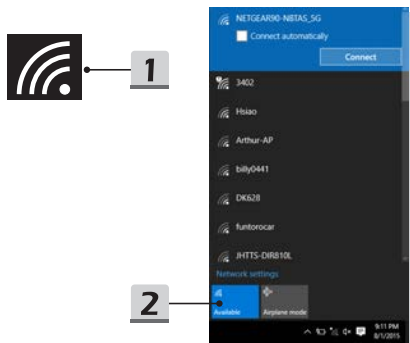 1
NETGEAR90-N8TAS_5G
Connect automatically
Connect
3402
Hsiao
Arthur-AP
billy0441
DK628
funtorocar
JHTTS-DIR810L
Network settings
2
Available
Airplane mode
9:11 PM
8/1/2015